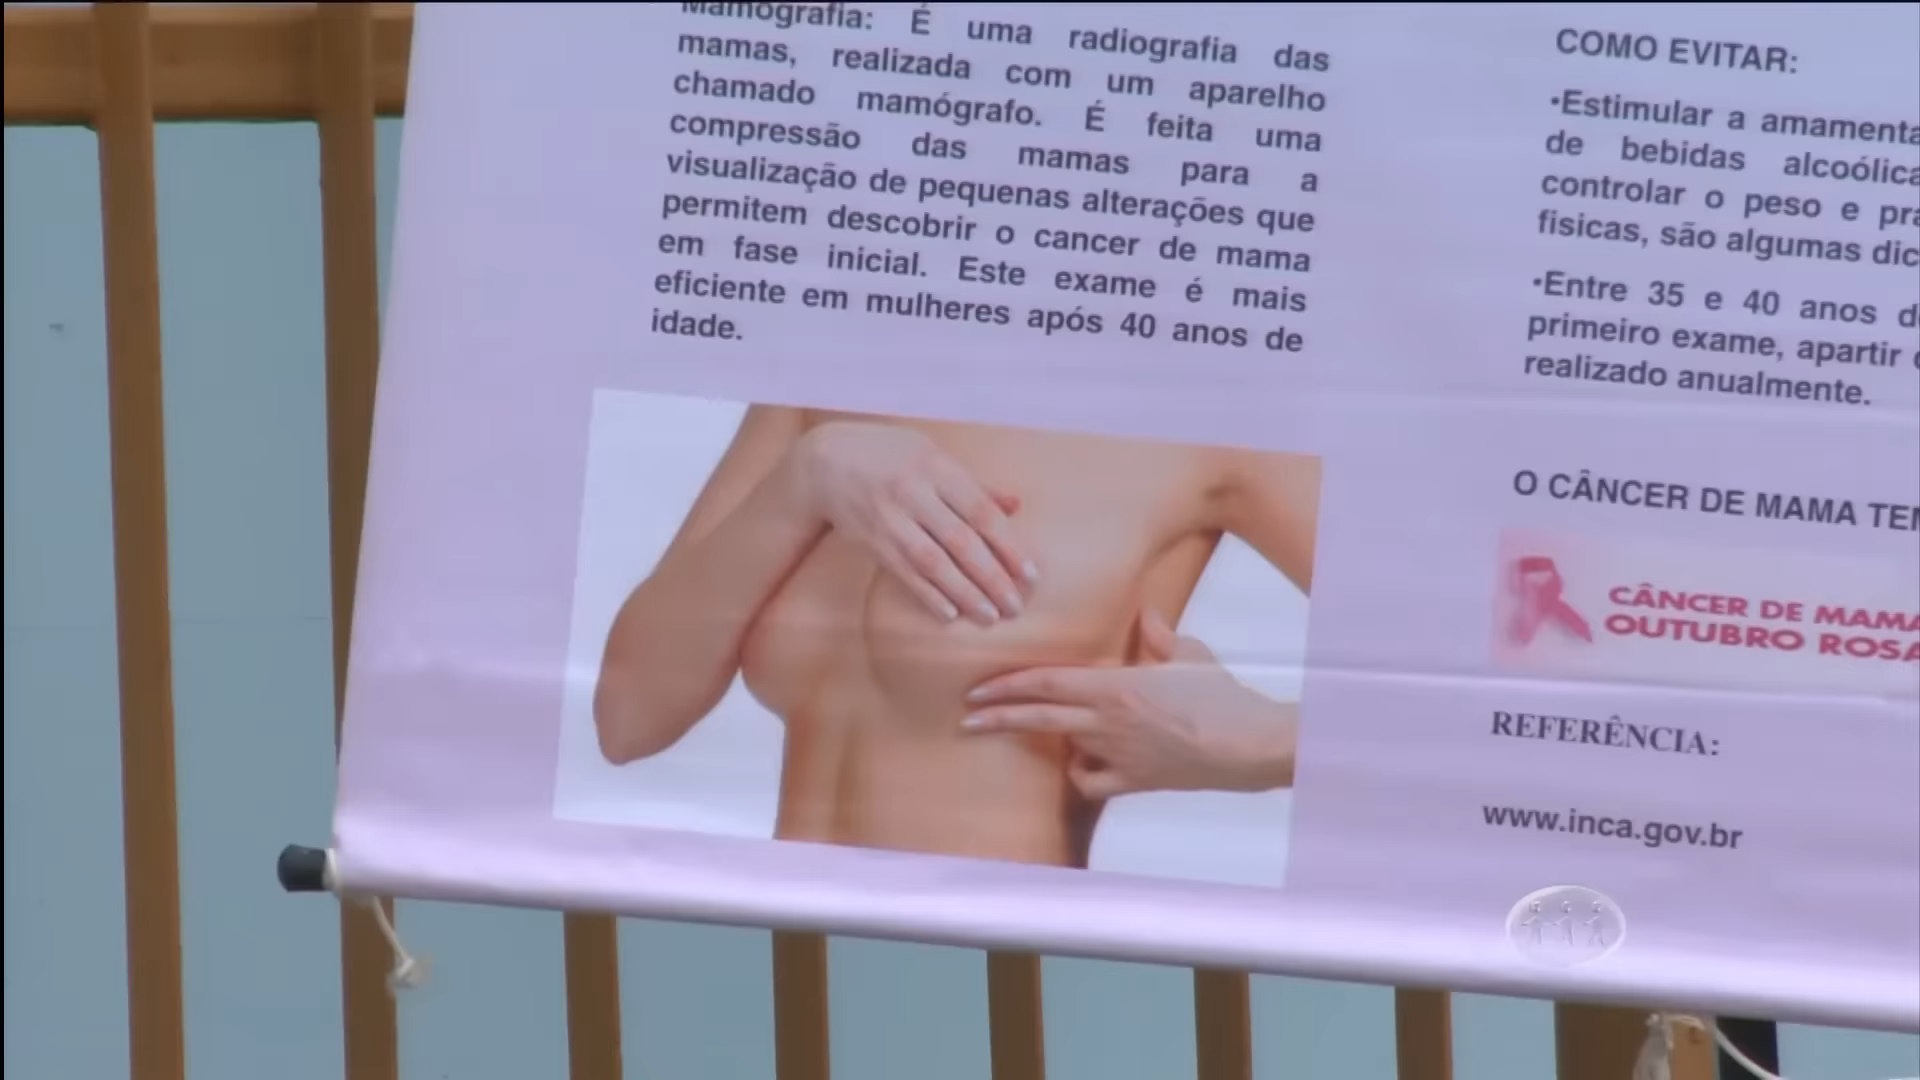 Mamografia: É uma radiografia das
mamas, realizada com um aparelho
chamado mamógrafo. É feita uma
compressão das mamas para a
visualização de pequenas alterações que
permitem descobrir o cancer de mama
em fase inicial. Este exame é mais
eficiente em mulheres após 40 anos de
idade.
COMO EVITAR:
•Estimular a amamenta
de bebidas alcoólica
controlar o peso e pra
fisicas, são algumas dic
•Entre 35 e 40 anos d
primeiro exame, apartir
realizado anualmente.
O CÂNCER DE MAMA TE
CÂNCER DE MAMA
OUTUBRO ROSA
REFERÊNCIA:
www.inca.gov.br